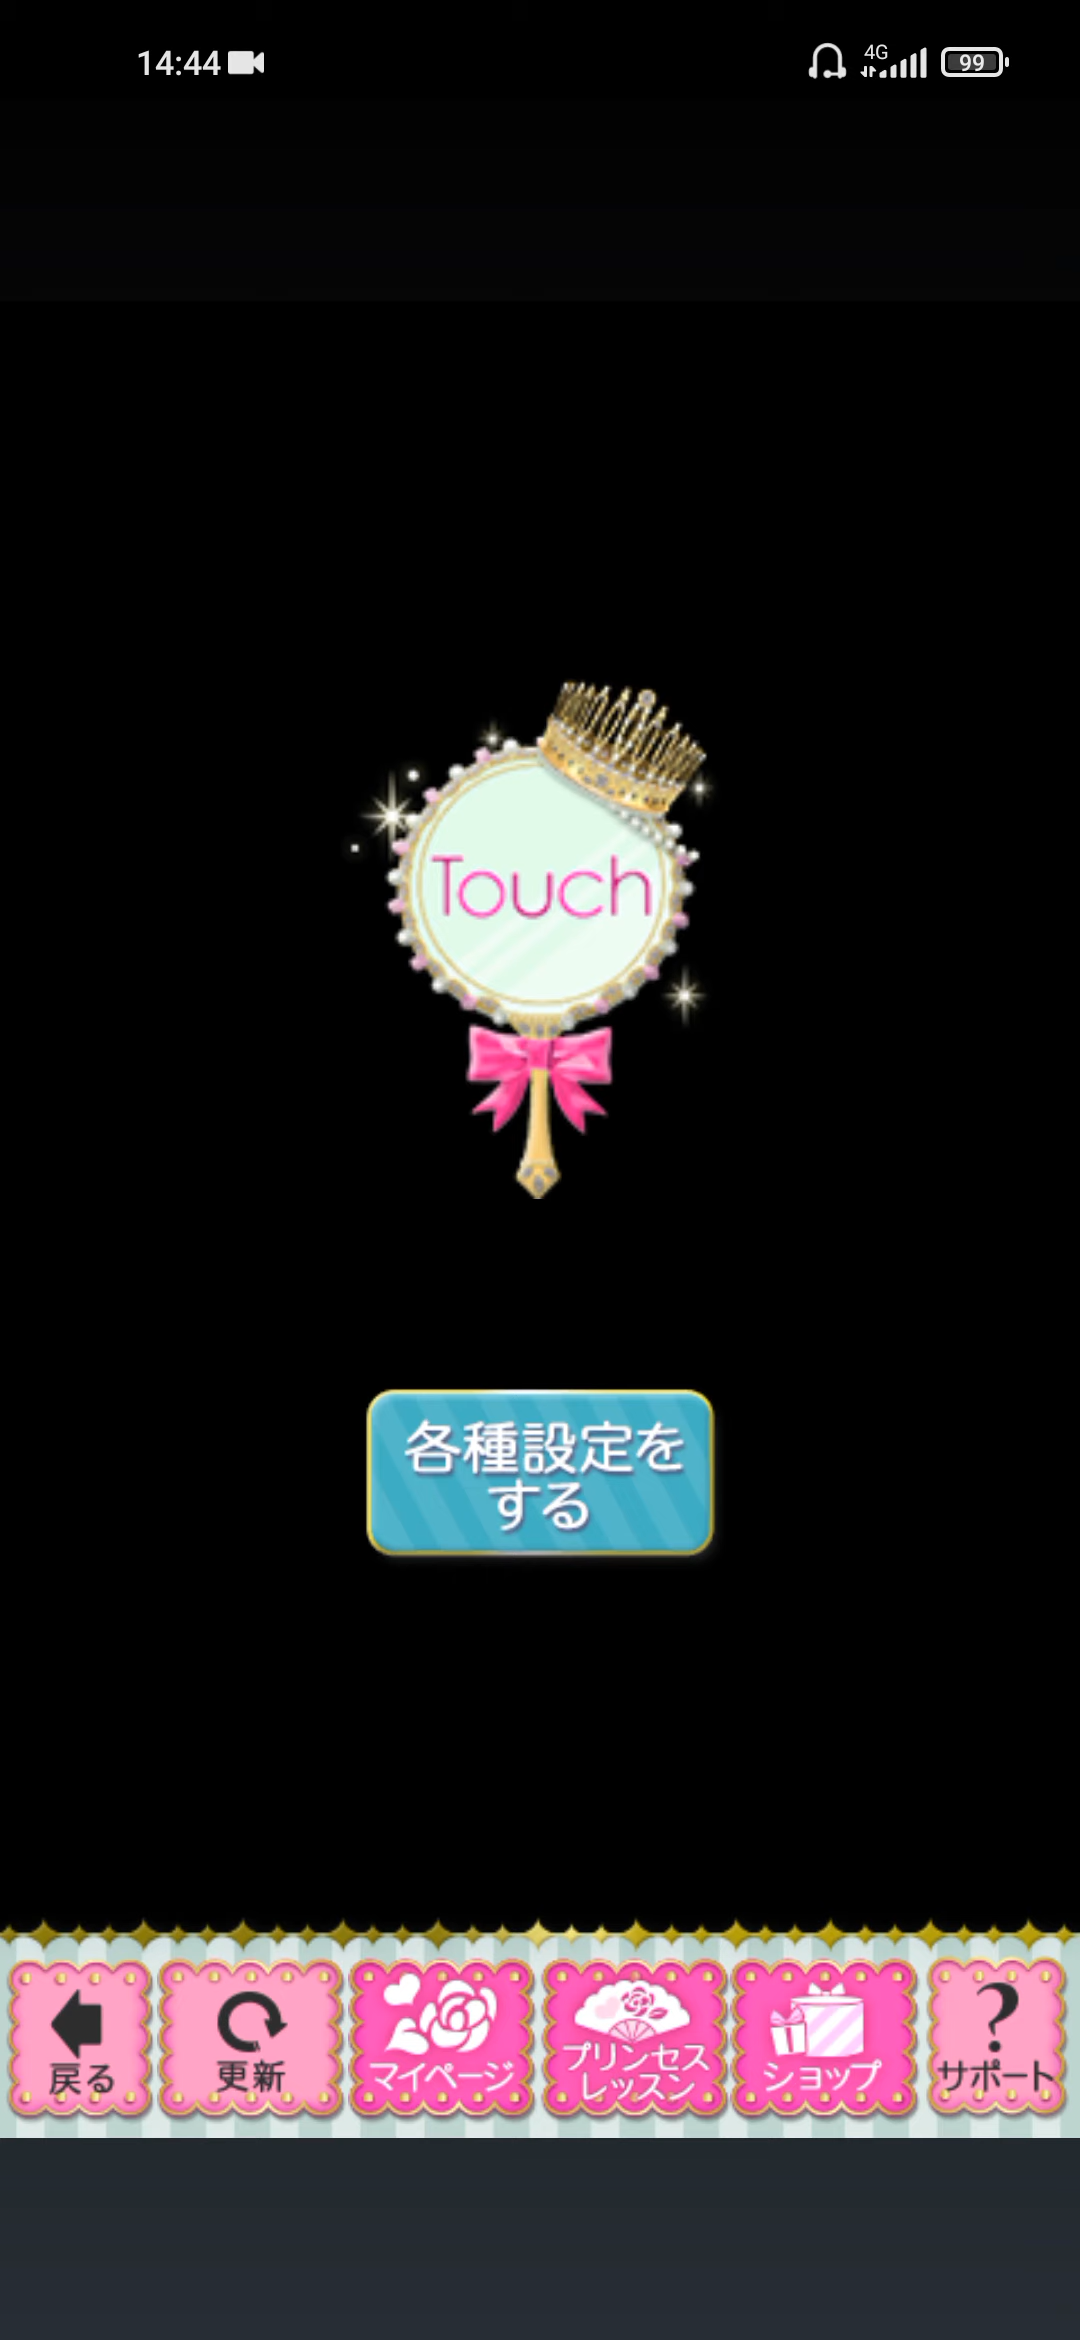 14:44
4G
99
Touch
各種設定を
する
戻る
更新
マイページ
プリンセス
レッスン
ショップ
?
サポート